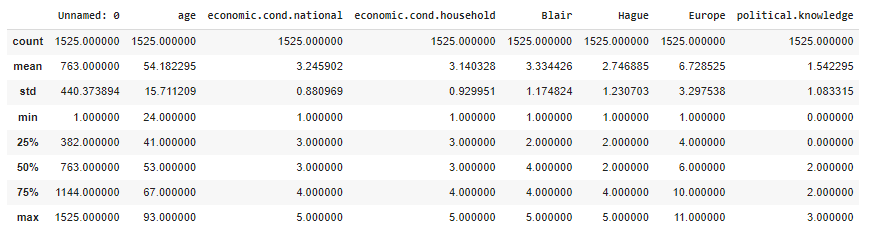 Unnamed: 0 age economic.cond.national economic.cond.household Blair Hague Europe political.knowledge
count 1525.000000 1525.000000 1525.000000 1525.000000 1525.000000 1525.000000 1525.000000 1525.000000
mean 763.000000 54.182295 3.245902 3.140328 3.334426 2.746885 6.728525 1.542295
std 440.373894 15.711209 0.880969 0.929951 1.174824 1.230703 3.297538 1.083315
min 1.000000 24.000000 1.000000 1.000000 1.000000 1.000000 1.000000 0.000000
25% 382.000000 41.000000 3.000000 3.000000 2.000000 2.000000 4.000000 0.000000
50% 763.000000 53.000000 3.000000 3.000000 4.000000 2.000000 6.000000 2.000000
75% 1144.000000 67.000000 4.000000 4.000000 4.000000 4.000000 10.000000 2.000000
max 1525.000000 93.000000 5.000000 5.000000 5.000000 5.000000 11.000000 3.000000